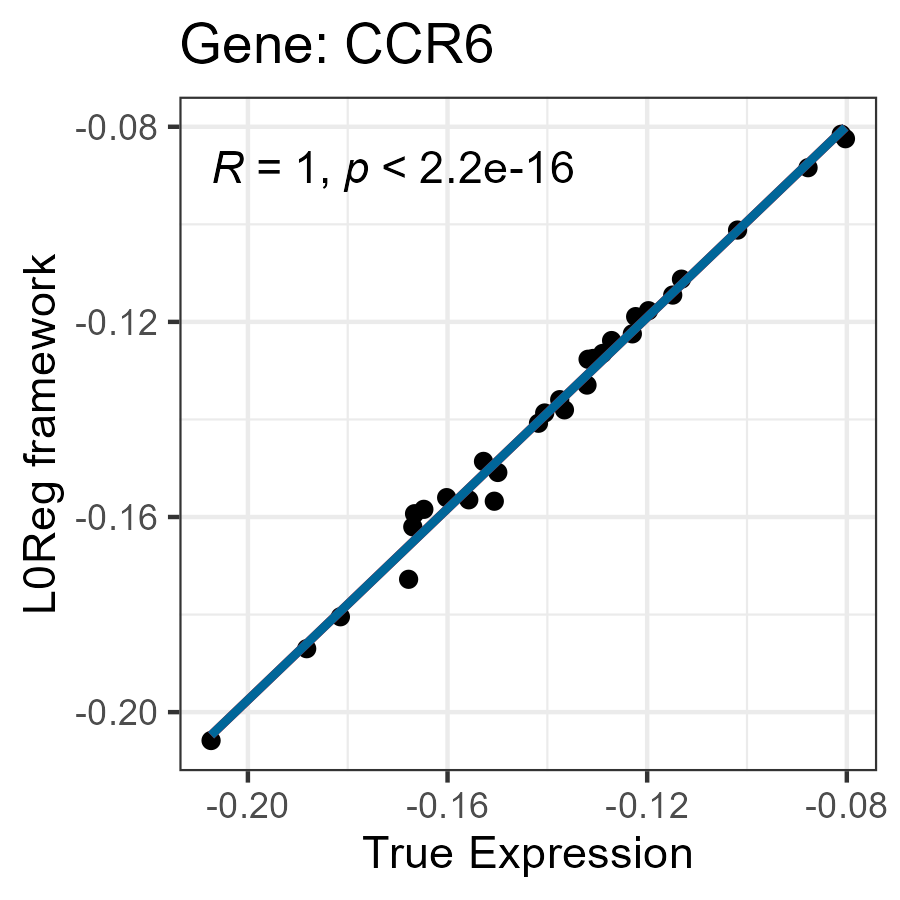 Gene: CCR6
R = 1, p < 2.2e-16
L0Reg framework
-0.08
-0.12
-0.16
-0.20
-0.20
-0.16
-0.12
-0.08
True Expression